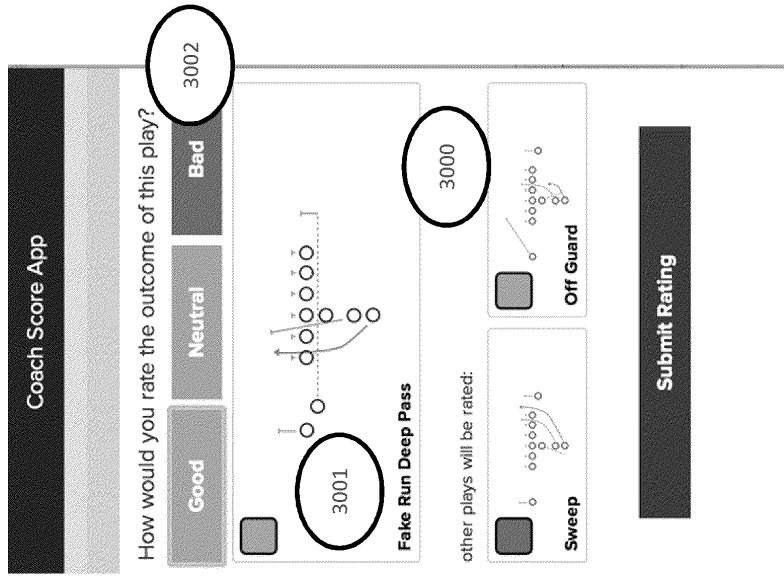 Coach Score App
How would you rate the outcome of this play?
Good Neutral Bad
3002
3001
Fake Run Deep Pass
3000
other plays will be rated:
Sweep Off Guard
Submit Rating